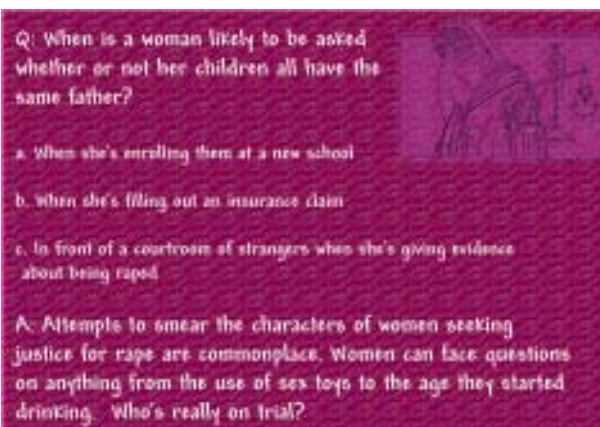 Q: When is a woman likely to be asked
whether or not her children all have the
same father?
a. When she's enrolling them at a new school
b. When she's filling out an insurance claim
c. In front of a courtroom of strangers when she's giving evidence
about being raped
A: Attempts to smear the characters of women seeking
justice for rape are commonplace. Women can face questions
on anything from the use of sex toys to the age they started
drinking. Who's really on trial?